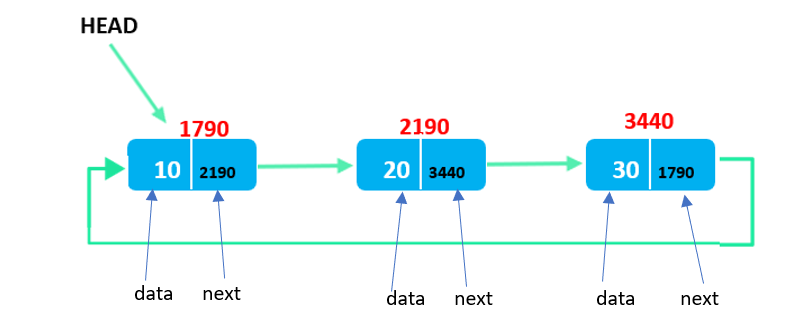 HEAD
1790
2190
3440
10 2190
20 3440
30 1790
data next
data next
data next